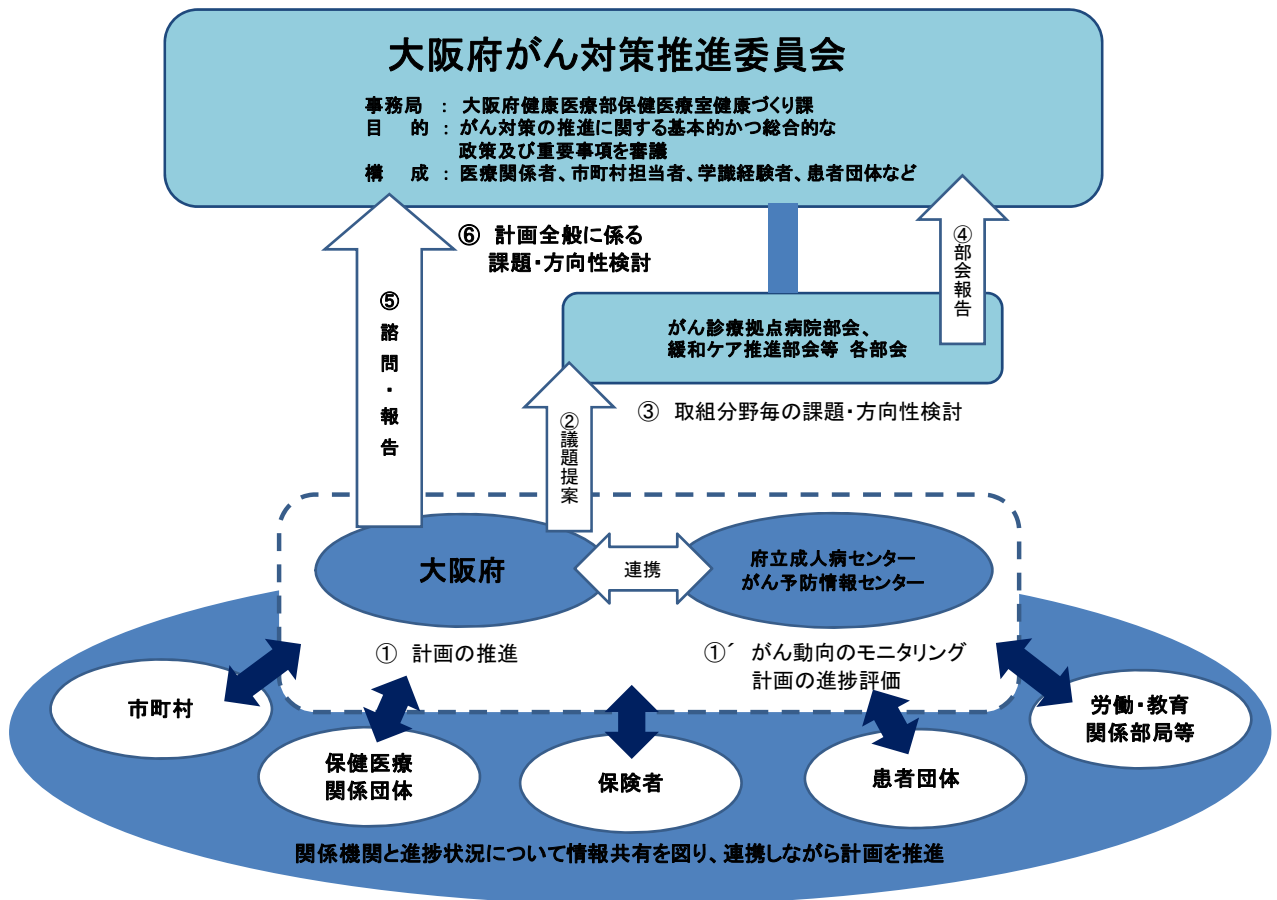 大阪府がん対策推進委員会
事務局 : 大阪府健康医療部保健医療室健康づくり課
目 的 : がん対策の推進に関する基本的かつ総合的な
政策及び重要事項を審議
構 成 : 医療関係者、市町村担当者、学識経験者、患者団体など
⑥ 計画全般に係る
課題・方向性検討
④部会報告
⑤諮問・報告
がん診療拠点病院部会、
緩和ケア推進部会等 各部会
②議題提案
③ 取組分野毎の課題・方向性検討
大阪府
連携
府立成人病センター
がん予防情報センター
① 計画の推進
①´ がん動向のモニタリング
計画の進捗評価
市町村
保健医療
関係団体
保険者
患者団体
労働・教育
関係部局等
関係機関と進捗状況について情報共有を図り、連携しながら計画を推進